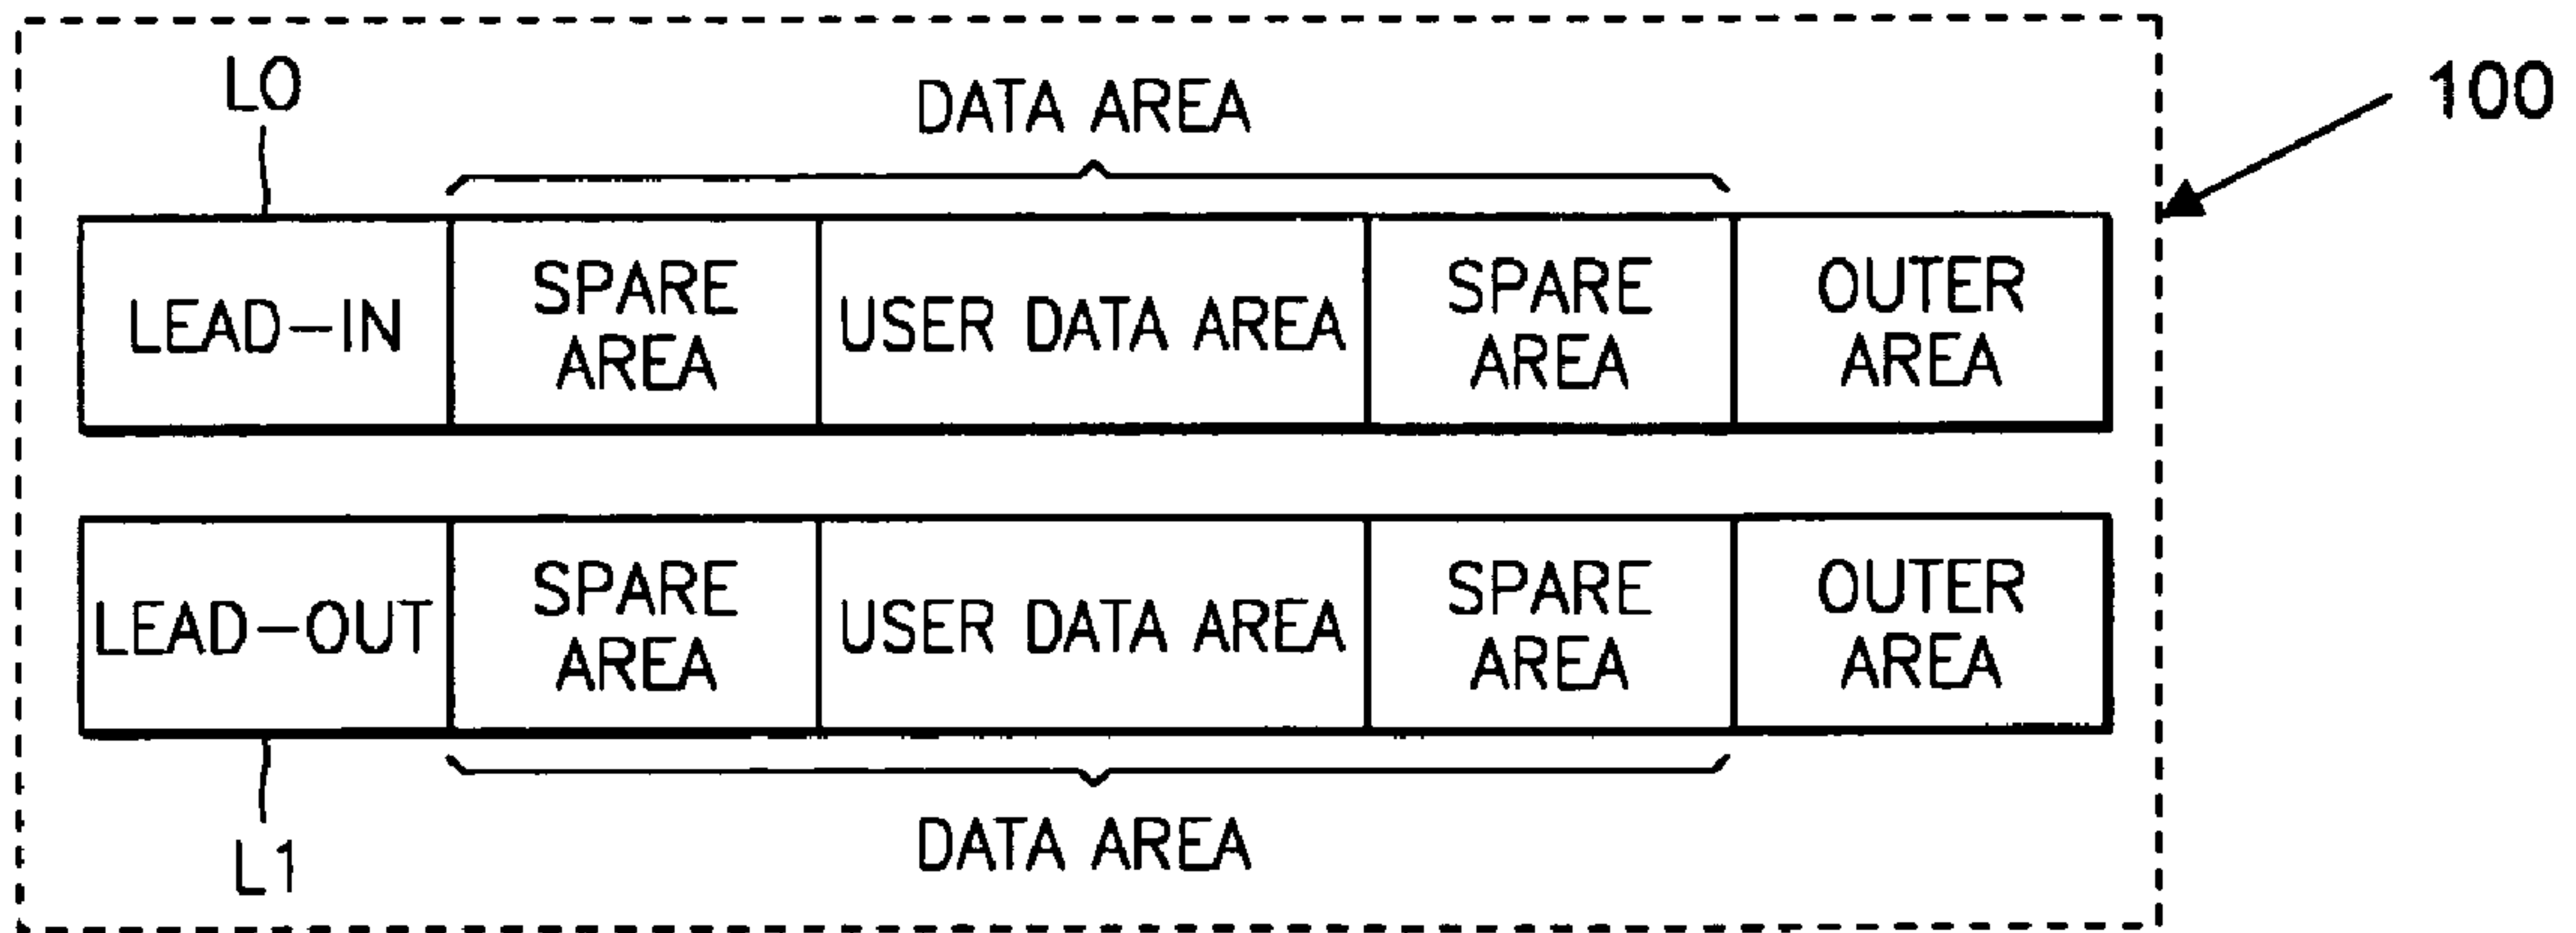 L0
DATA AREA
100
LEAD-IN
SPARE
AREA
USER DATA AREA
SPARE
AREA
OUTER
AREA
LEAD-OUT
SPARE
AREA
USER DATA AREA
SPARE
AREA
OUTER
AREA
L1
DATA AREA